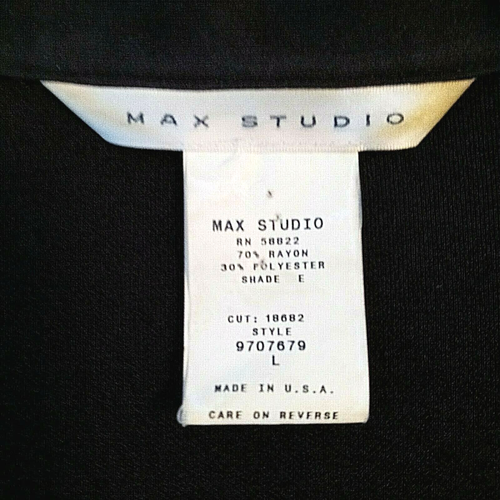 MAX STUDIO
MAX STUDIO
RN 58822
70% RAYON
30% POLYESTER
SHADE E
CUT: 18682
STYLE
9707679
L
MADE IN U.S.A.
CARE ON REVERSE